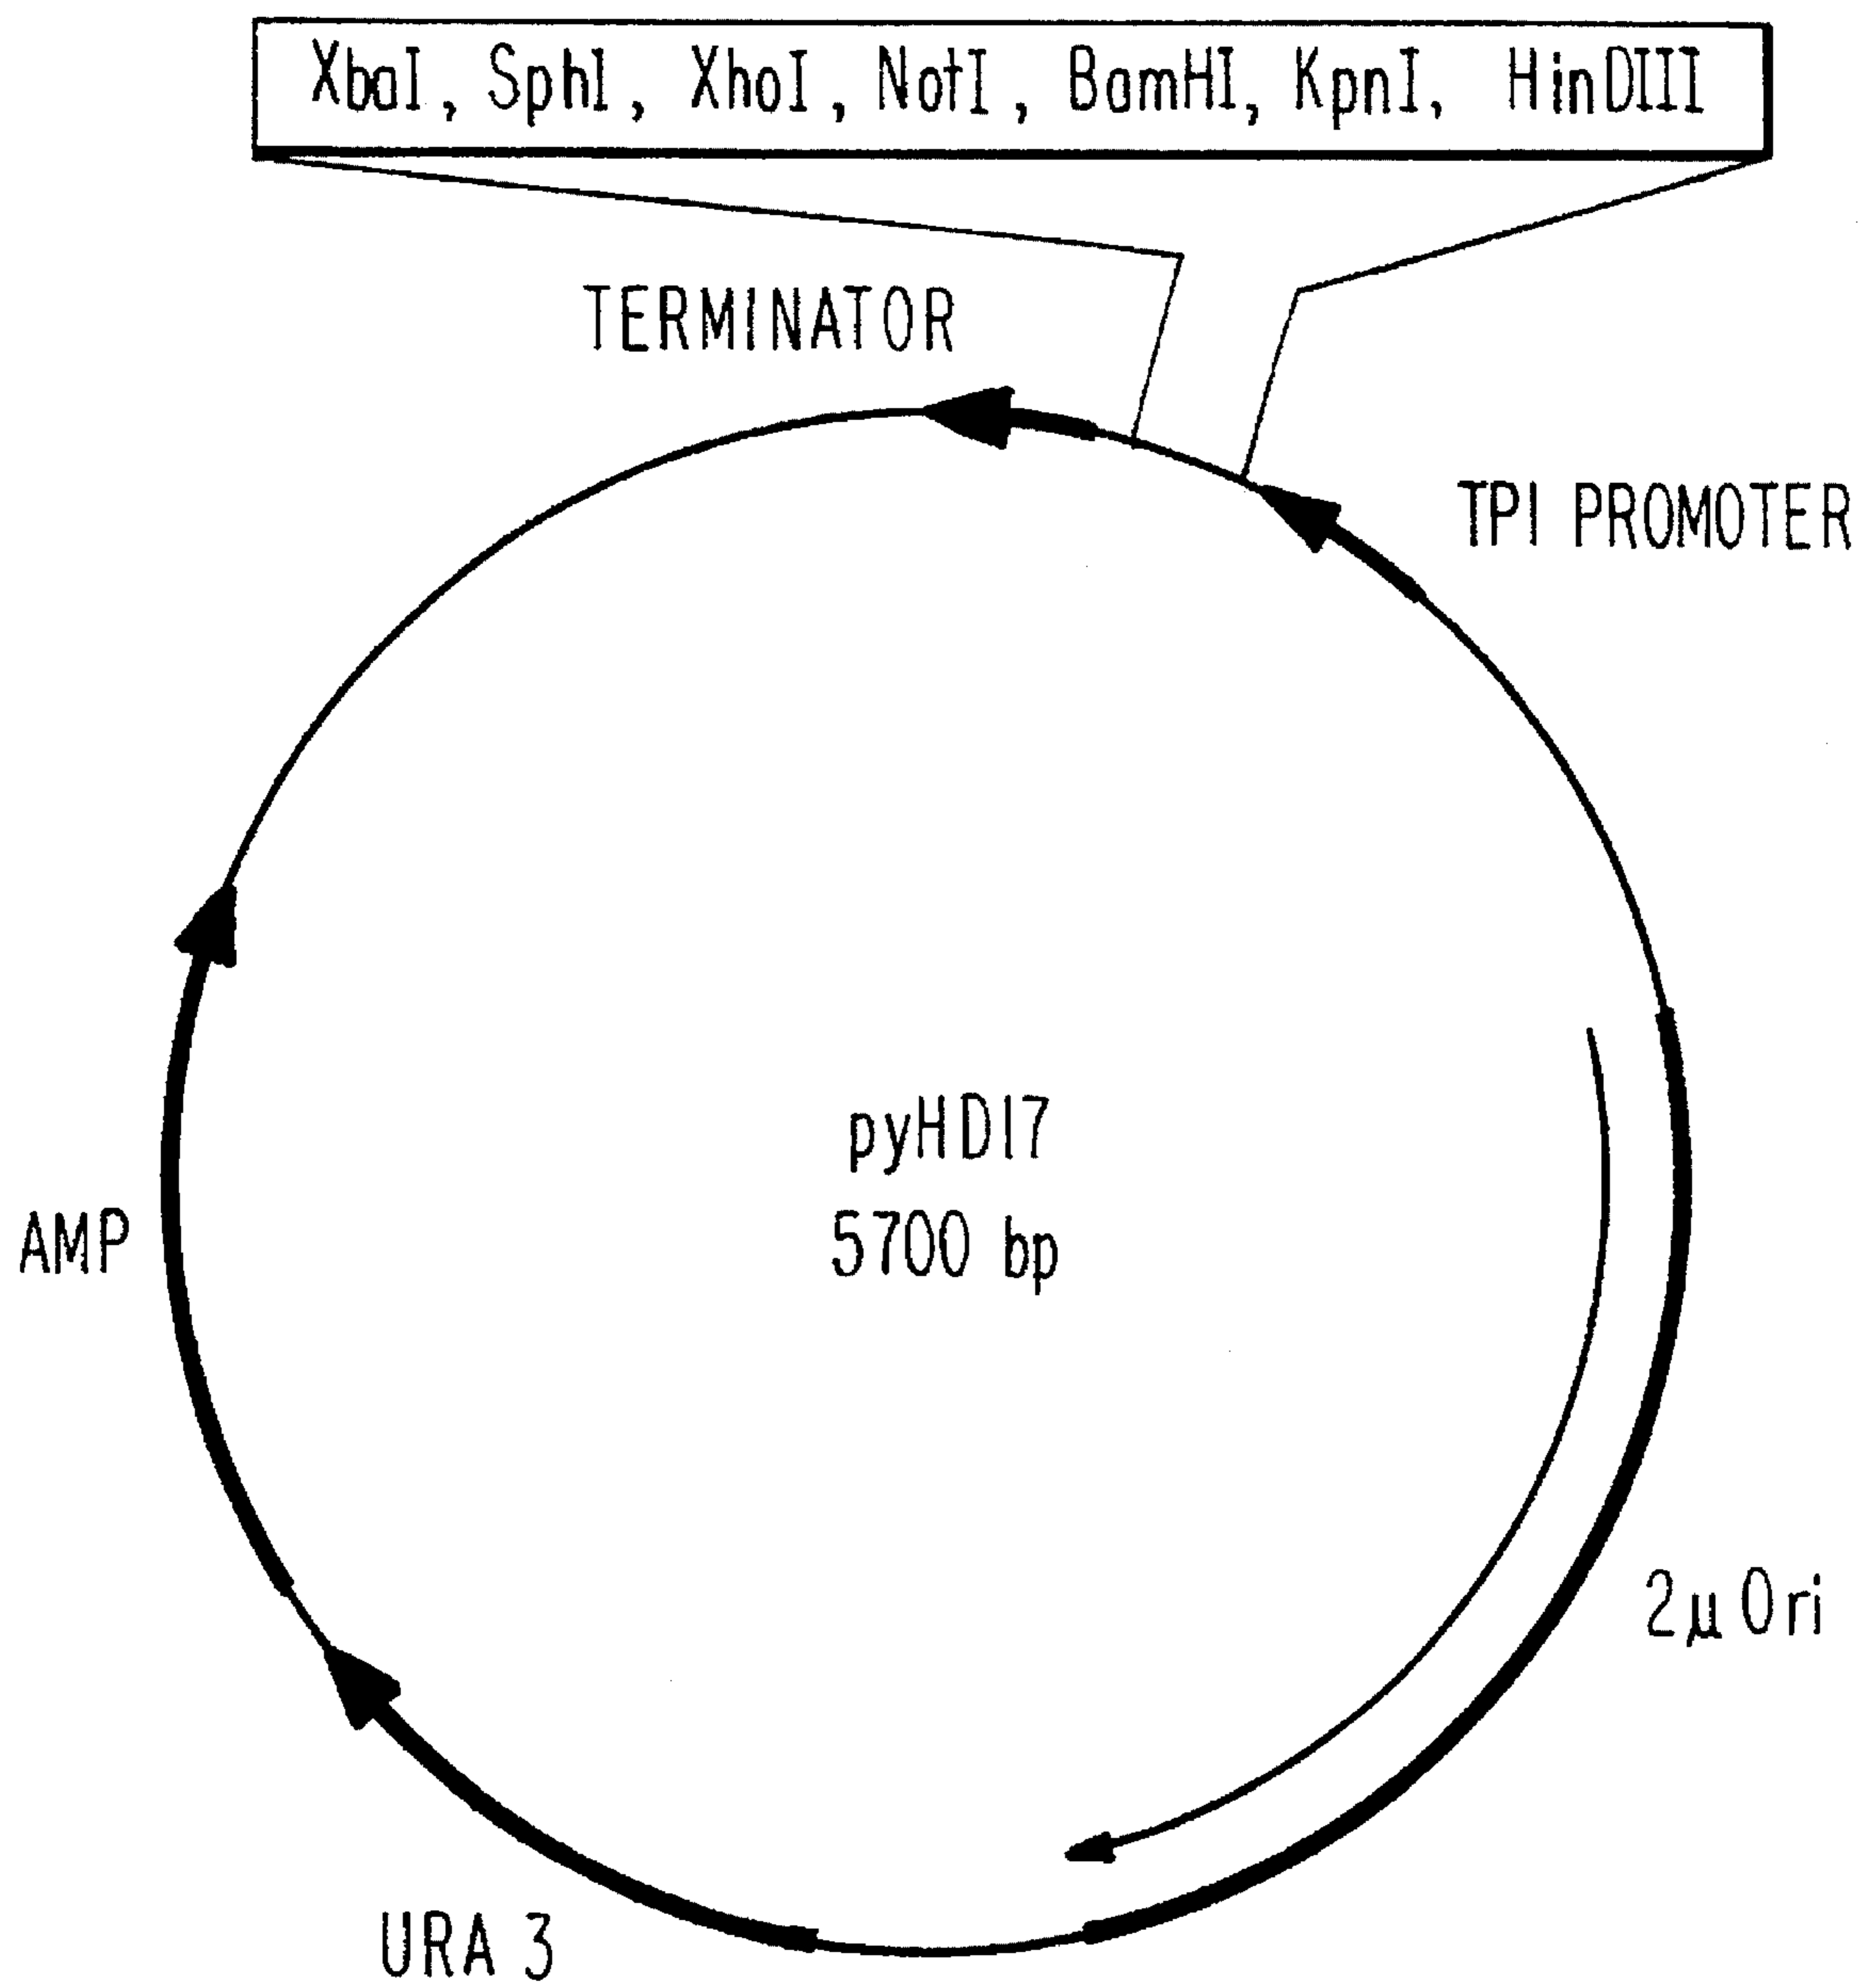 XbaI, SphI, XhoI, NotI, BamHI, KpnI, HinDIII
TERMINATOR
TPI PROMOTER
pyHD17
5700 bp
AMP
2μ Ori
URA 3